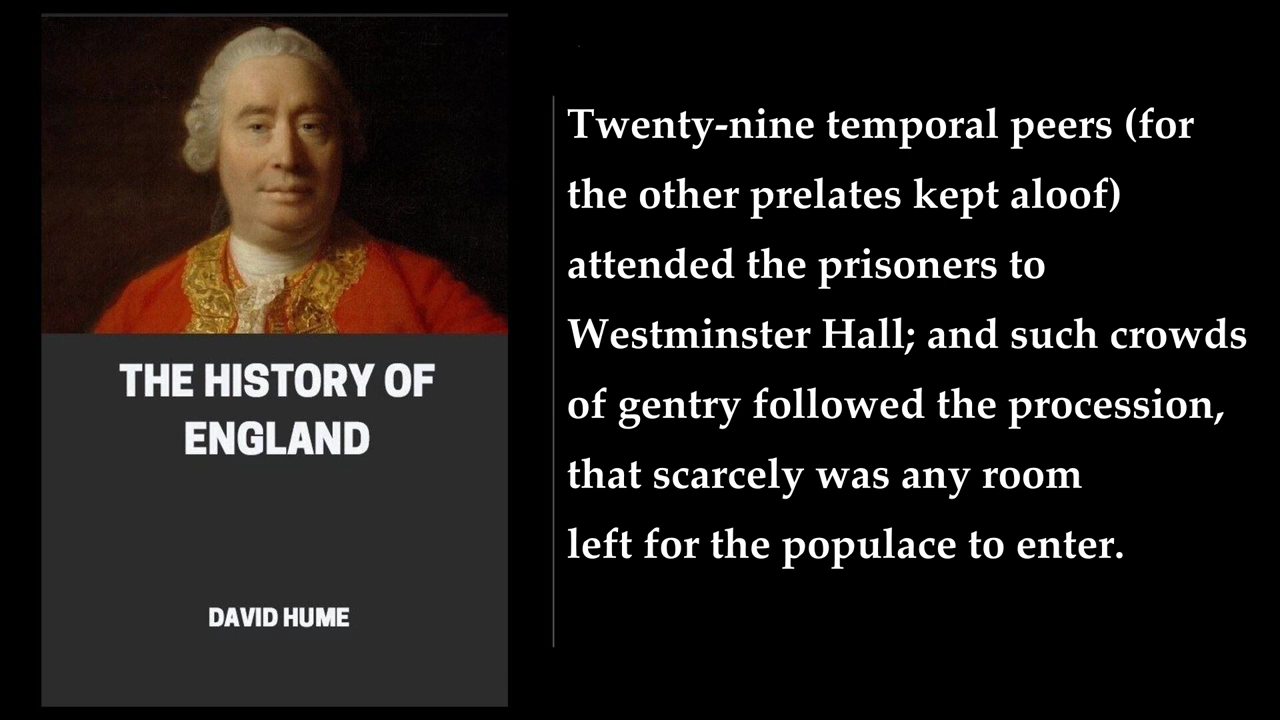 THE HISTORY OF
ENGLAND
DAVID HUME
Twenty-nine temporal peers (for
the other prelates kept aloof)
attended the prisoners to
Westminster Hall; and such crowds
of gentry followed the procession,
that scarcely was any room
left for the populace to enter.